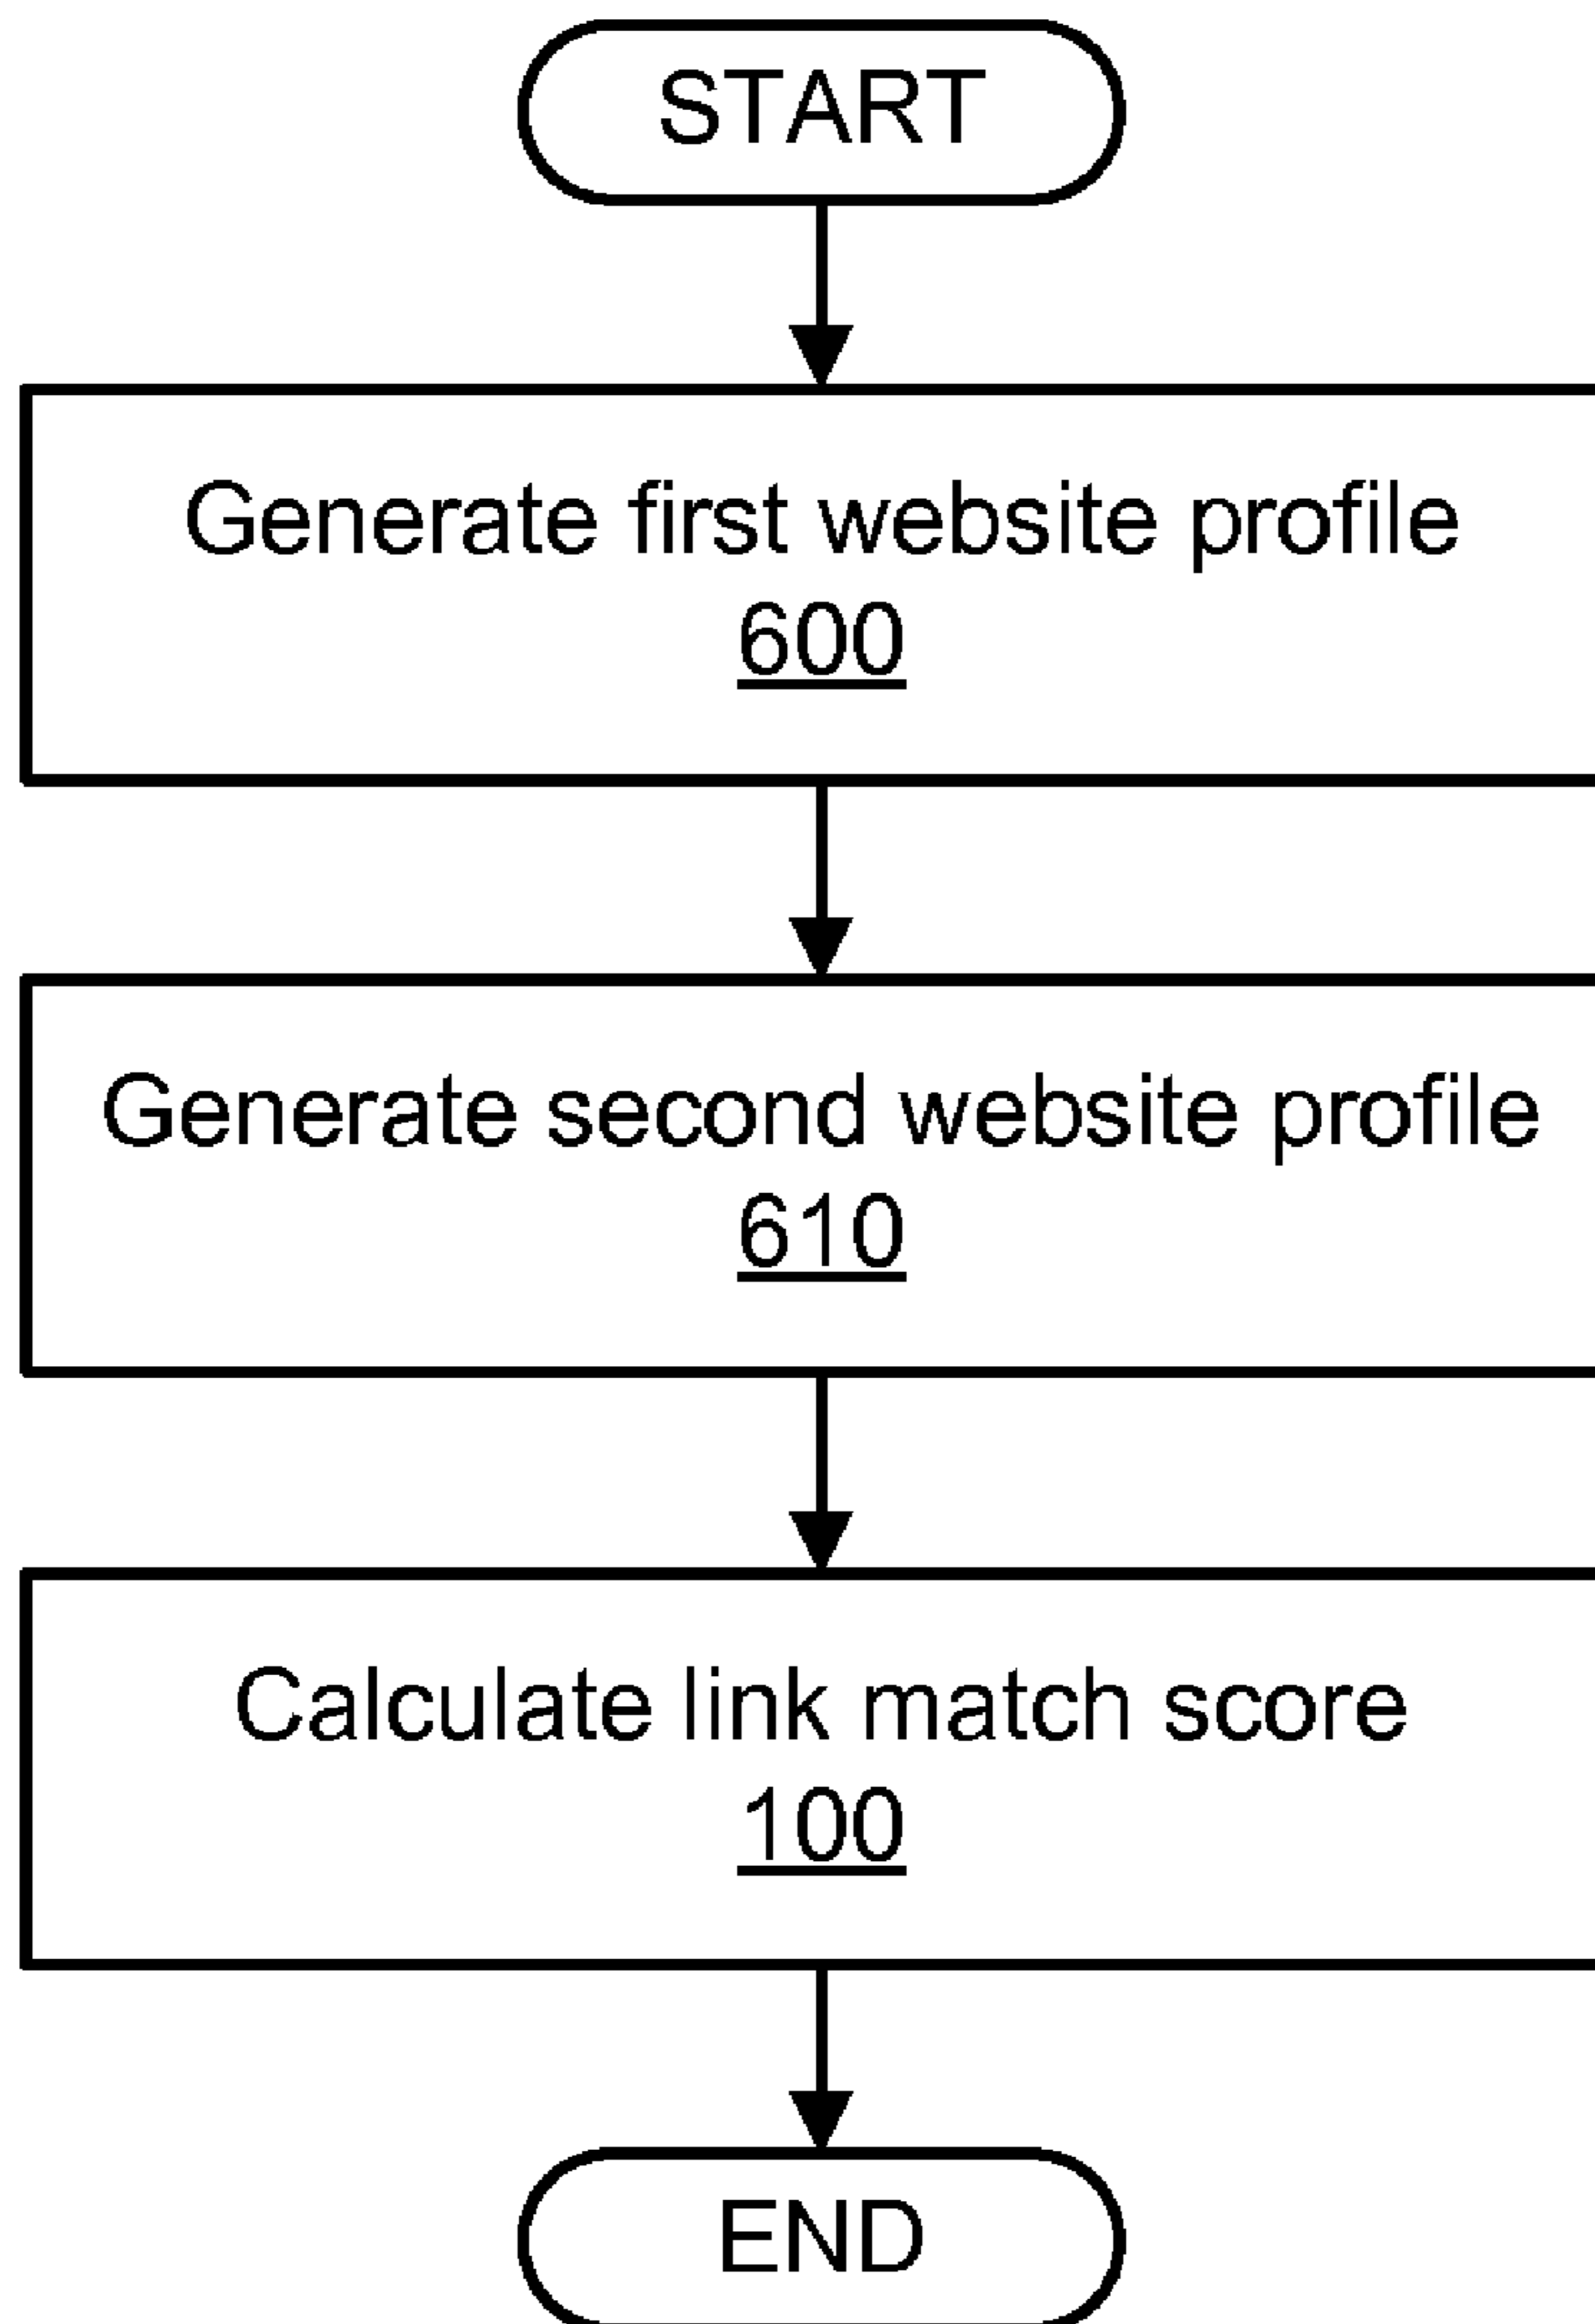 START
Generate first website profile
600
Generate second website profile
610
Calculate link match score
100
END